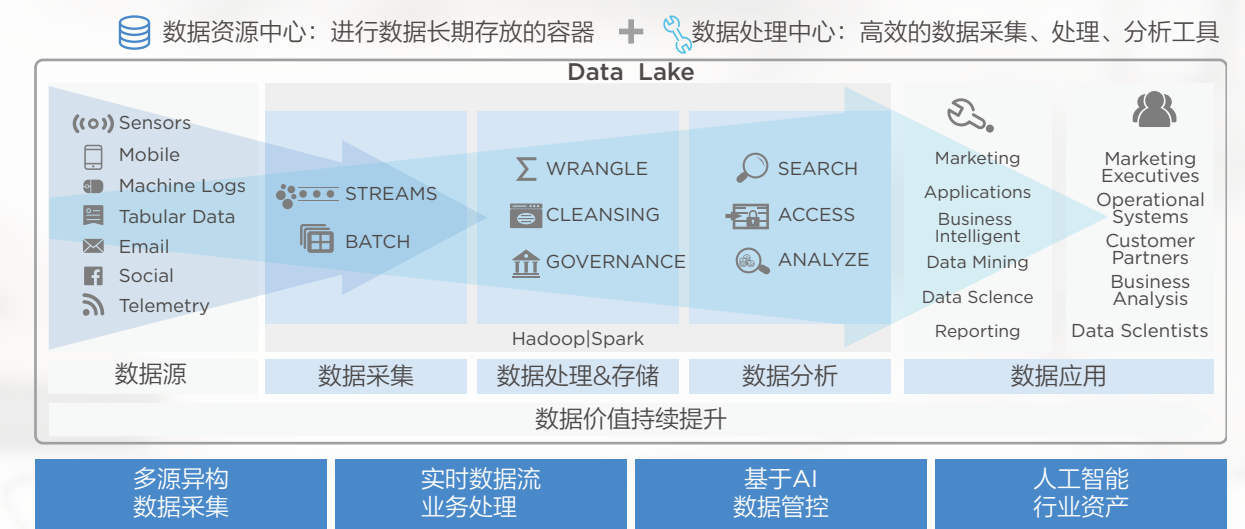 数据资源中心：进行数据长期存放的容器 + 数据处理中心：高效的数据采集、处理、分析工具
Data Lake
Sensors
Mobile
Machine Logs
Tabular Data
Email
Social
Telemetry
数据源
STREAMS
BATCH
数据采集
WRANGLE
CLEANSING
GOVERNANCE
Hadoop|Spark
数据处理&存储
SEARCH
ACCESS
ANALYZE
数据分析
Marketing
Applications
Business
Intelligent
Data Mining
Data Sclence
Reporting
Marketing
Executives
Operational
Systems
Customer
Partners
Business
Analysis
Data Sclentists
数据应用
数据价值持续提升
多源异构
数据采集
实时数据流
业务处理
基于AI
数据管控
人工智能
行业资产